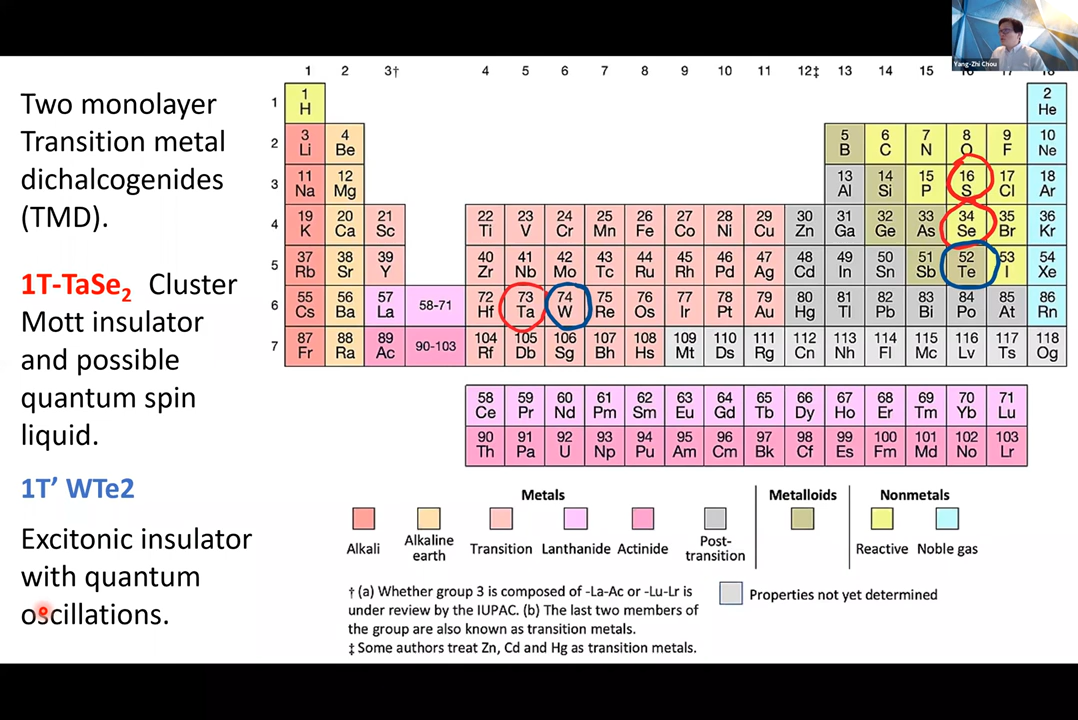 Yang-Zhi Chou
1 2 3† 4 5 6 7 8 9 10 11 12‡ 13 14 15 16 17 18
Two monolayer
Transition metal
dichalcogenides
(TMD).
1T-TaSe2 Cluster
Mott insulator
and possible
quantum spin
liquid.
1T’ WTe2
Excitonic insulator
with quantum
oscillations.
1 1 2
H He
2 3 4 5 6 7 8 9 10
Li Be B C N O F Ne
3 11 12 13 14 15 16 17 18
Na Mg Al Si P S Cl Ar
4 19 20 21 22 23 24 25 26 27 28 29 30 31 32 33 34 35 36
K Ca Sc Ti V Cr Mn Fe Co Ni Cu Zn Ga Ge As Se Br Kr
5 37 38 39 40 41 42 43 44 45 46 47 48 49 50 51 52 53 54
Rb Sr Y Zr Nb Mo Tc Ru Rh Pd Ag Cd In Sn Sb Te I Xe
6 55 56 57 58-71 72 73 74 75 76 77 78 79 80 81 82 83 84 85 86
Cs Ba La Hf Ta W Re Os Ir Pt Au Hg Tl Pb Bi Po At Rn
7 87 88 89 90-103 104 105 106 107 108 109 110 111 112 113 114 115 116 117 118
Fr Ra Ac Rf Db Sg Bh Hs Mt Ds Rg Cn Nh Fl Mc Lv Ts Og
58 59 60 61 62 63 64 65 66 67 68 69 70 71
Ce Pr Nd Pm Sm Eu Gd Tb Dy Ho Er Tm Yb Lu
90 91 92 93 94 95 96 97 98 99 100 101 102 103
Th Pa U Np Pu Am Cm Bk Cf Es Fm Md No Lr
Metals Metalloids Nonmetals
Alkali
Alkaline
earth
Transition
Lanthanide
Actinide
Post-
transition
Reactive
Noble gas
† (a) Whether group 3 is composed of -La-Ac or -Lu-Lr is
under review by the IUPAC. (b) The last two members of
the group are also known as transition metals.
‡ Some authors treat Zn, Cd and Hg as transition metals.
Properties not yet determined